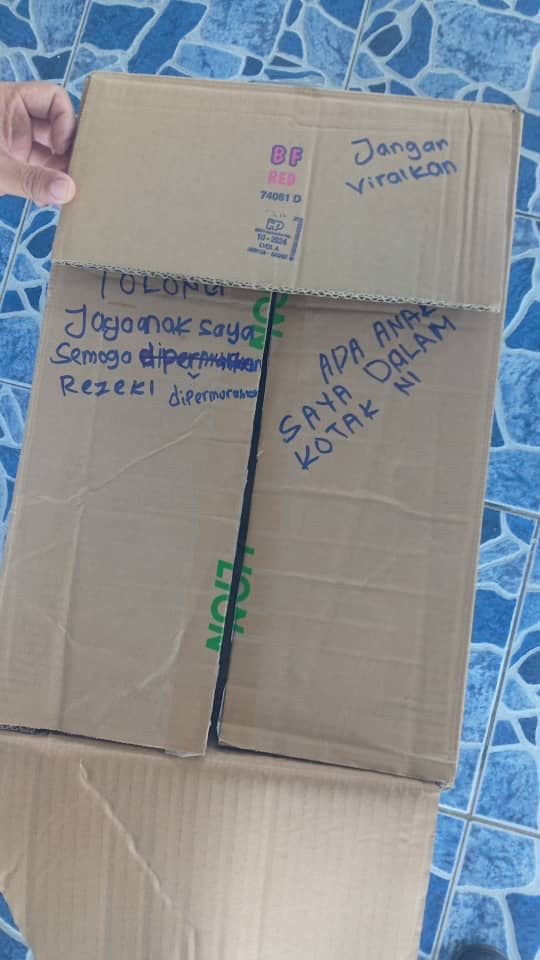 BF
RED
74081 D
10-2024
Jangan
Viralkan
TOLONG
Jaga anak saya
Semoga dipermurahkan
Rezeki dipermurahkan
ADA ANAK
SAYA DALAM
KOTAK NI
LION
LION